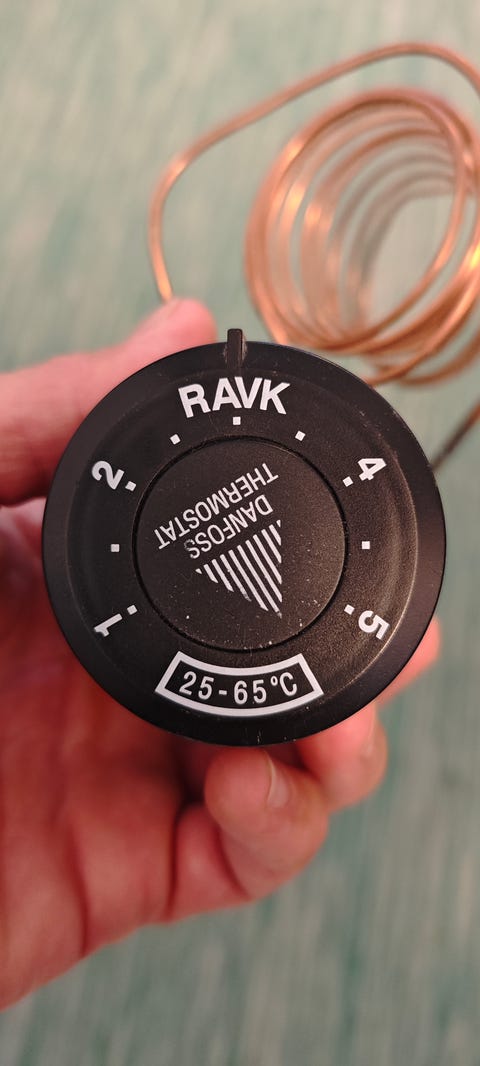 RAVK
2
4
DANFOSS
THERMOSTAT
1
5
25-65°C